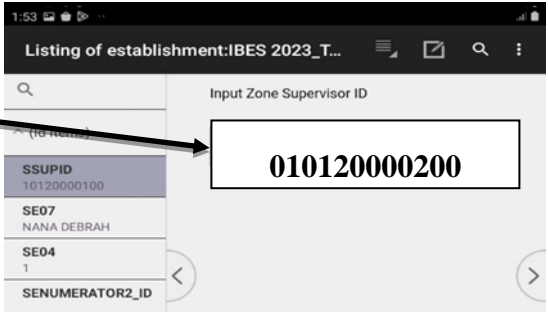 1:53
Listing of establishment:IBES 2023_T...
Input Zone Supervisor ID
(Id Items)
010120000200
SSUPID
10120000100
SE07
NANA DEBRAH
SE04
1
SENUMERATOR2_ID